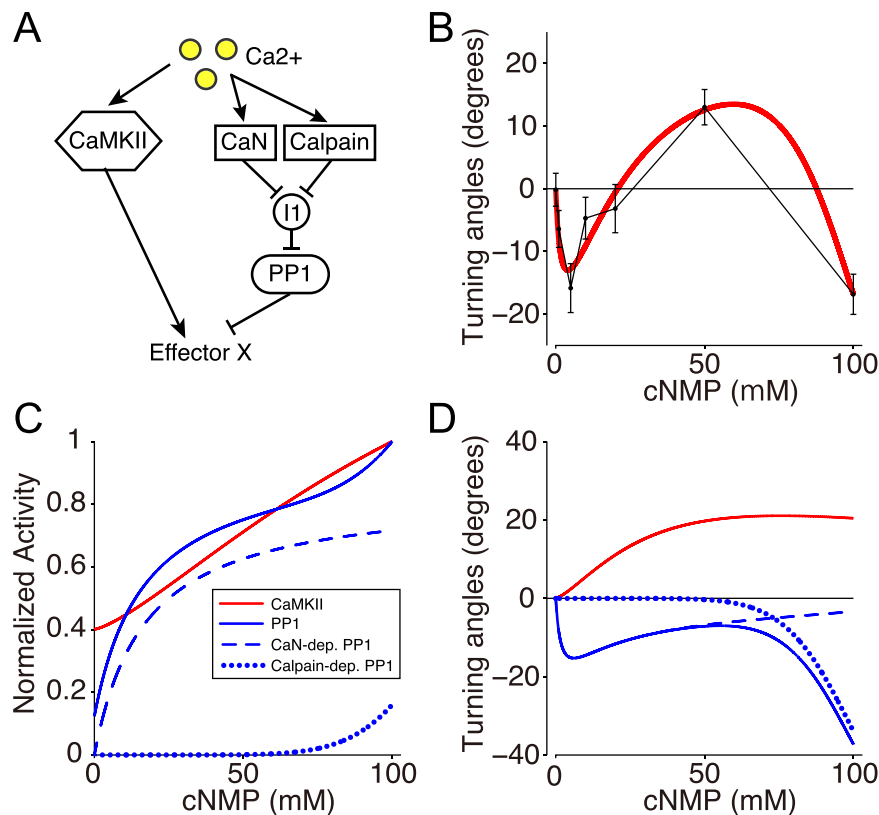 A
Ca2+
CaMKII
CaN
Calpain
I1
PP1
Effector X
B
Turning angles (degrees)
20
10
0
−10
−20
0
50
100
cNMP (mM)
C
Normalized Activity
1
0.8
0.6
0.4
0.2
0
CaMKII
PP1
CaN-dep. PP1
Calpain-dep. PP1
0
50
100
cNMP (mM)
D
Turning angles (degrees)
40
20
0
−20
−40
0
50
100
cNMP (mM)